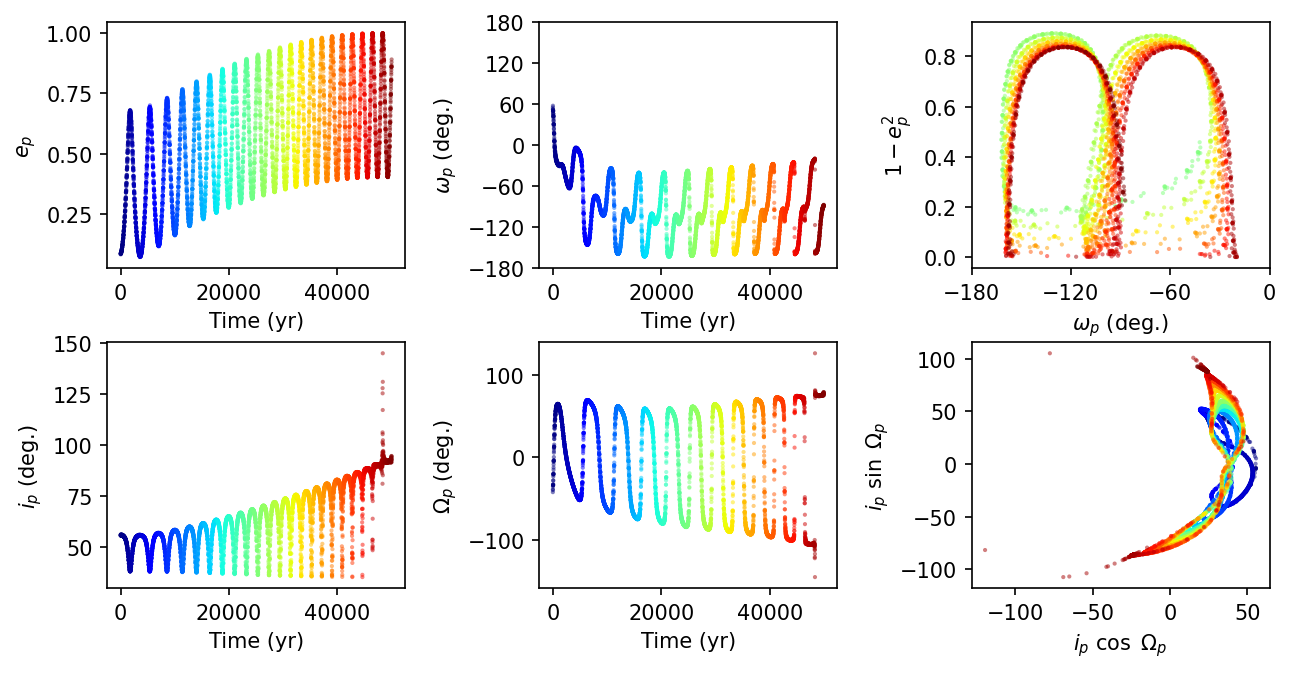 1.00
0.75
0.50
0.25
e_p
0 20000 40000
Time (yr)
180
120
60
0
−60
−120
−180
ω_p (deg.)
0 20000 40000
Time (yr)
0.8
0.6
0.4
0.2
0.0
1 − e_p^2
−180 −120 −60 0
ω_p (deg.)
150
125
100
75
50
i_p (deg.)
0 20000 40000
Time (yr)
100
0
−100
Ω_p (deg.)
0 20000 40000
Time (yr)
100
50
0
−50
−100
i_p sin Ω_p
−100 −50 0 50
i_p cos Ω_p